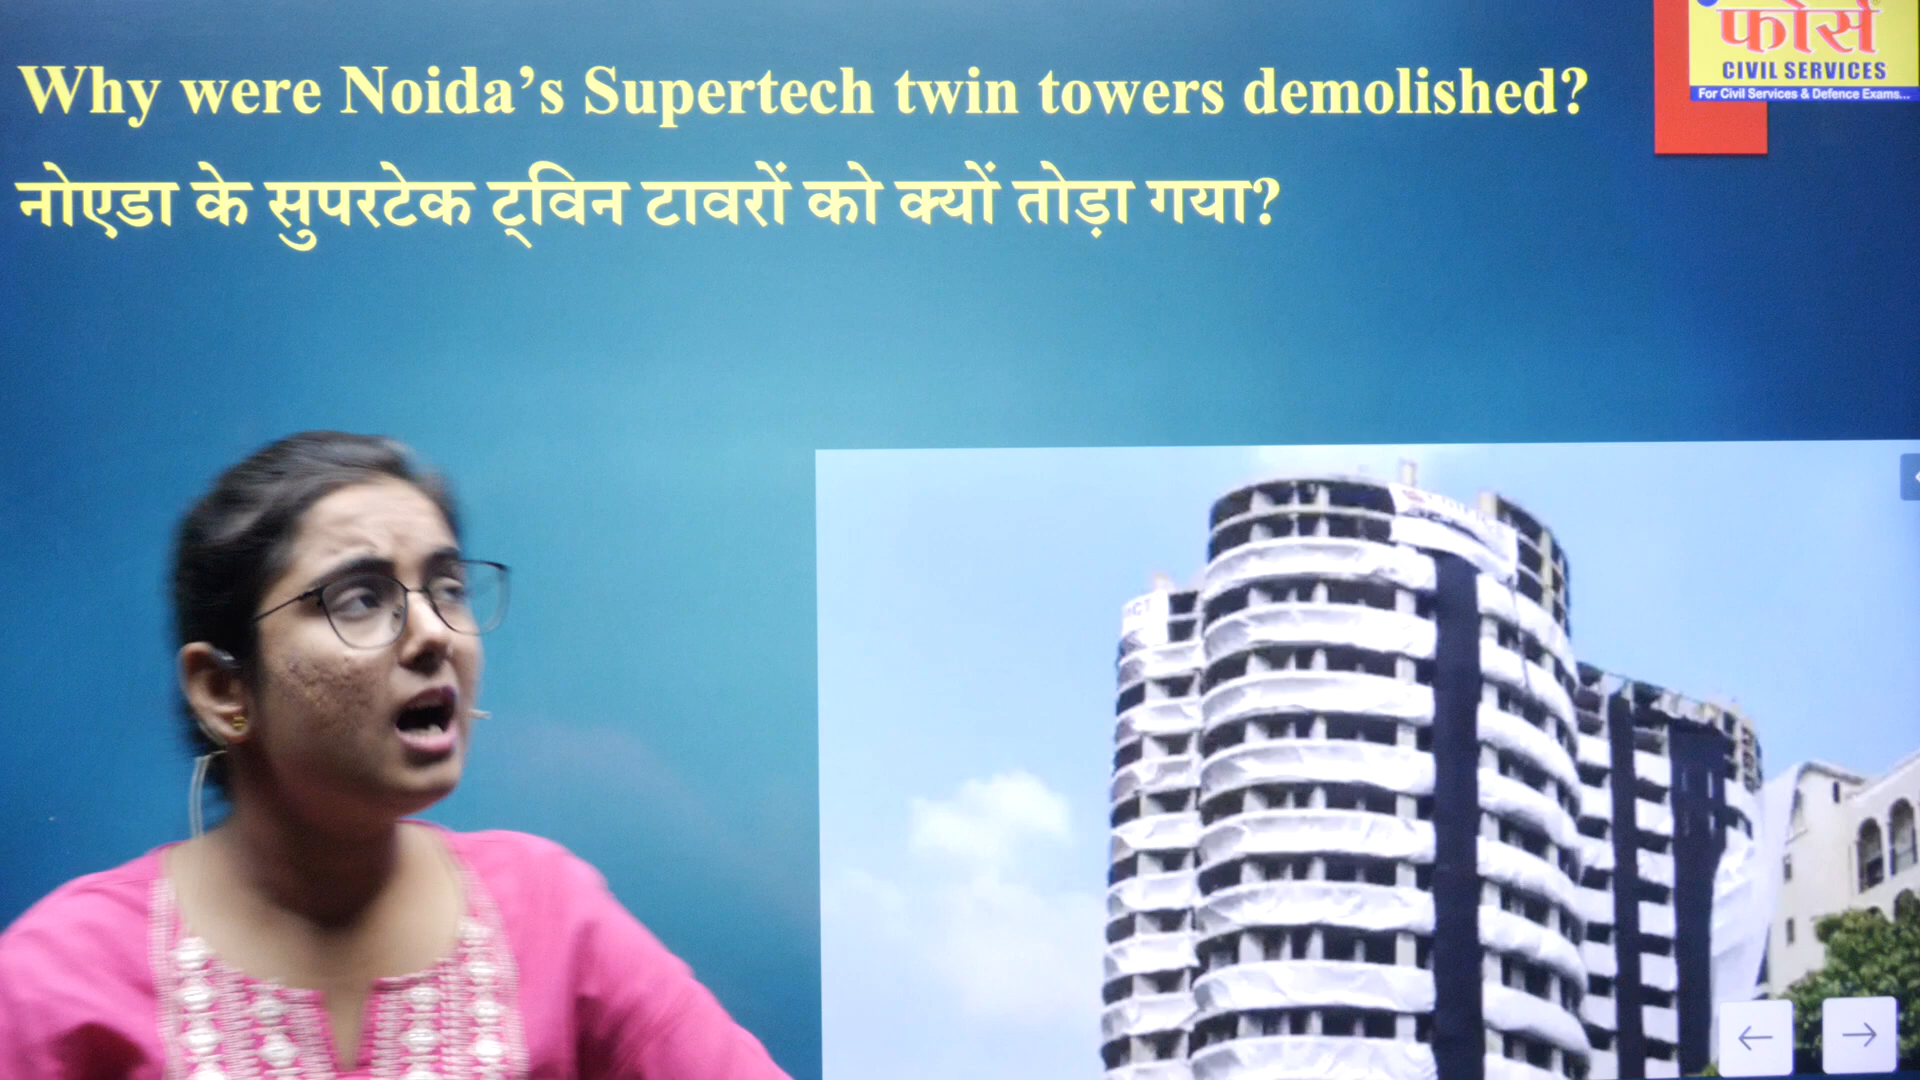 Why were Noida’s Supertech twin towers demolished?
नोएडा के सुपरटेक ट्विन टावरों को क्यों तोड़ा गया?
फोर्स
CIVIL SERVICES
For Civil Services & Defence Exams...